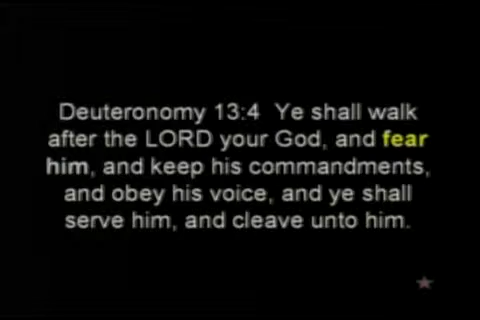 Deuteronomy 13:4  Ye shall walk
after the LORD your God, and fear
him, and keep his commandments,
and obey his voice, and ye shall
serve him, and cleave unto him.